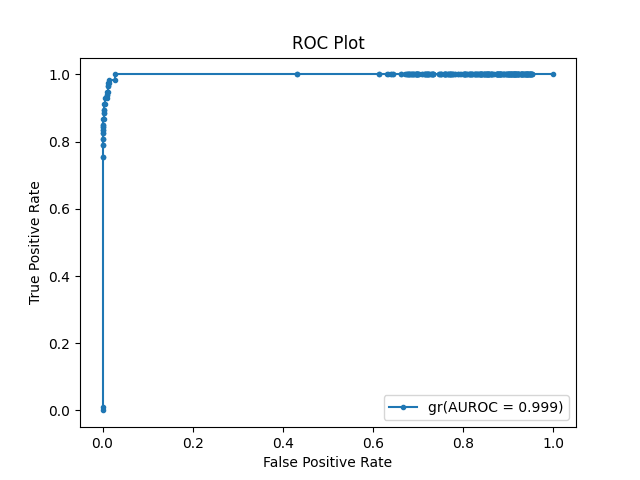 ROC Plot
1.0
0.8
0.6
0.4
0.2
0.0
True Positive Rate
gr(AUROC = 0.999)
0.0 0.2 0.4 0.6 0.8 1.0
False Positive Rate